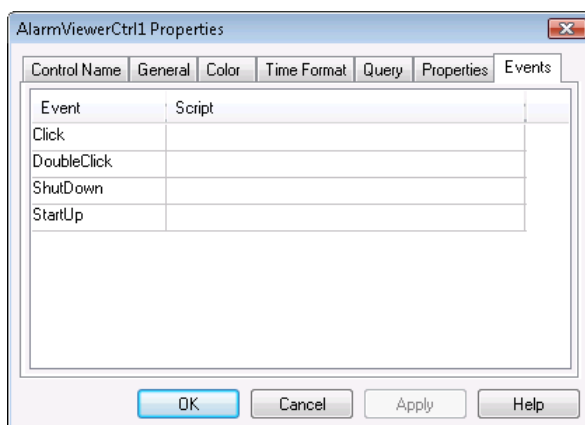 AlarmViewerCtrl1 Properties
Control Name General Color Time Format Query Properties Events
Event Script
Click
DoubleClick
ShutDown
StartUp
OK Cancel Apply Help